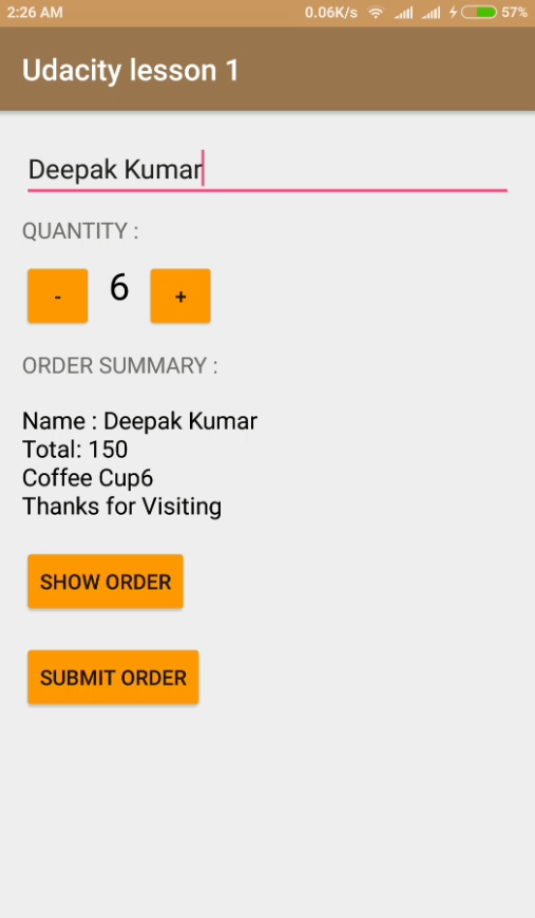 2:26 AM 0.06K/s 57%
Udacity lesson 1
Deepak Kumar
QUANTITY :
- 6 +
ORDER SUMMARY :
Name : Deepak Kumar
Total: 150
Coffee Cup6
Thanks for Visiting
SHOW ORDER
SUBMIT ORDER